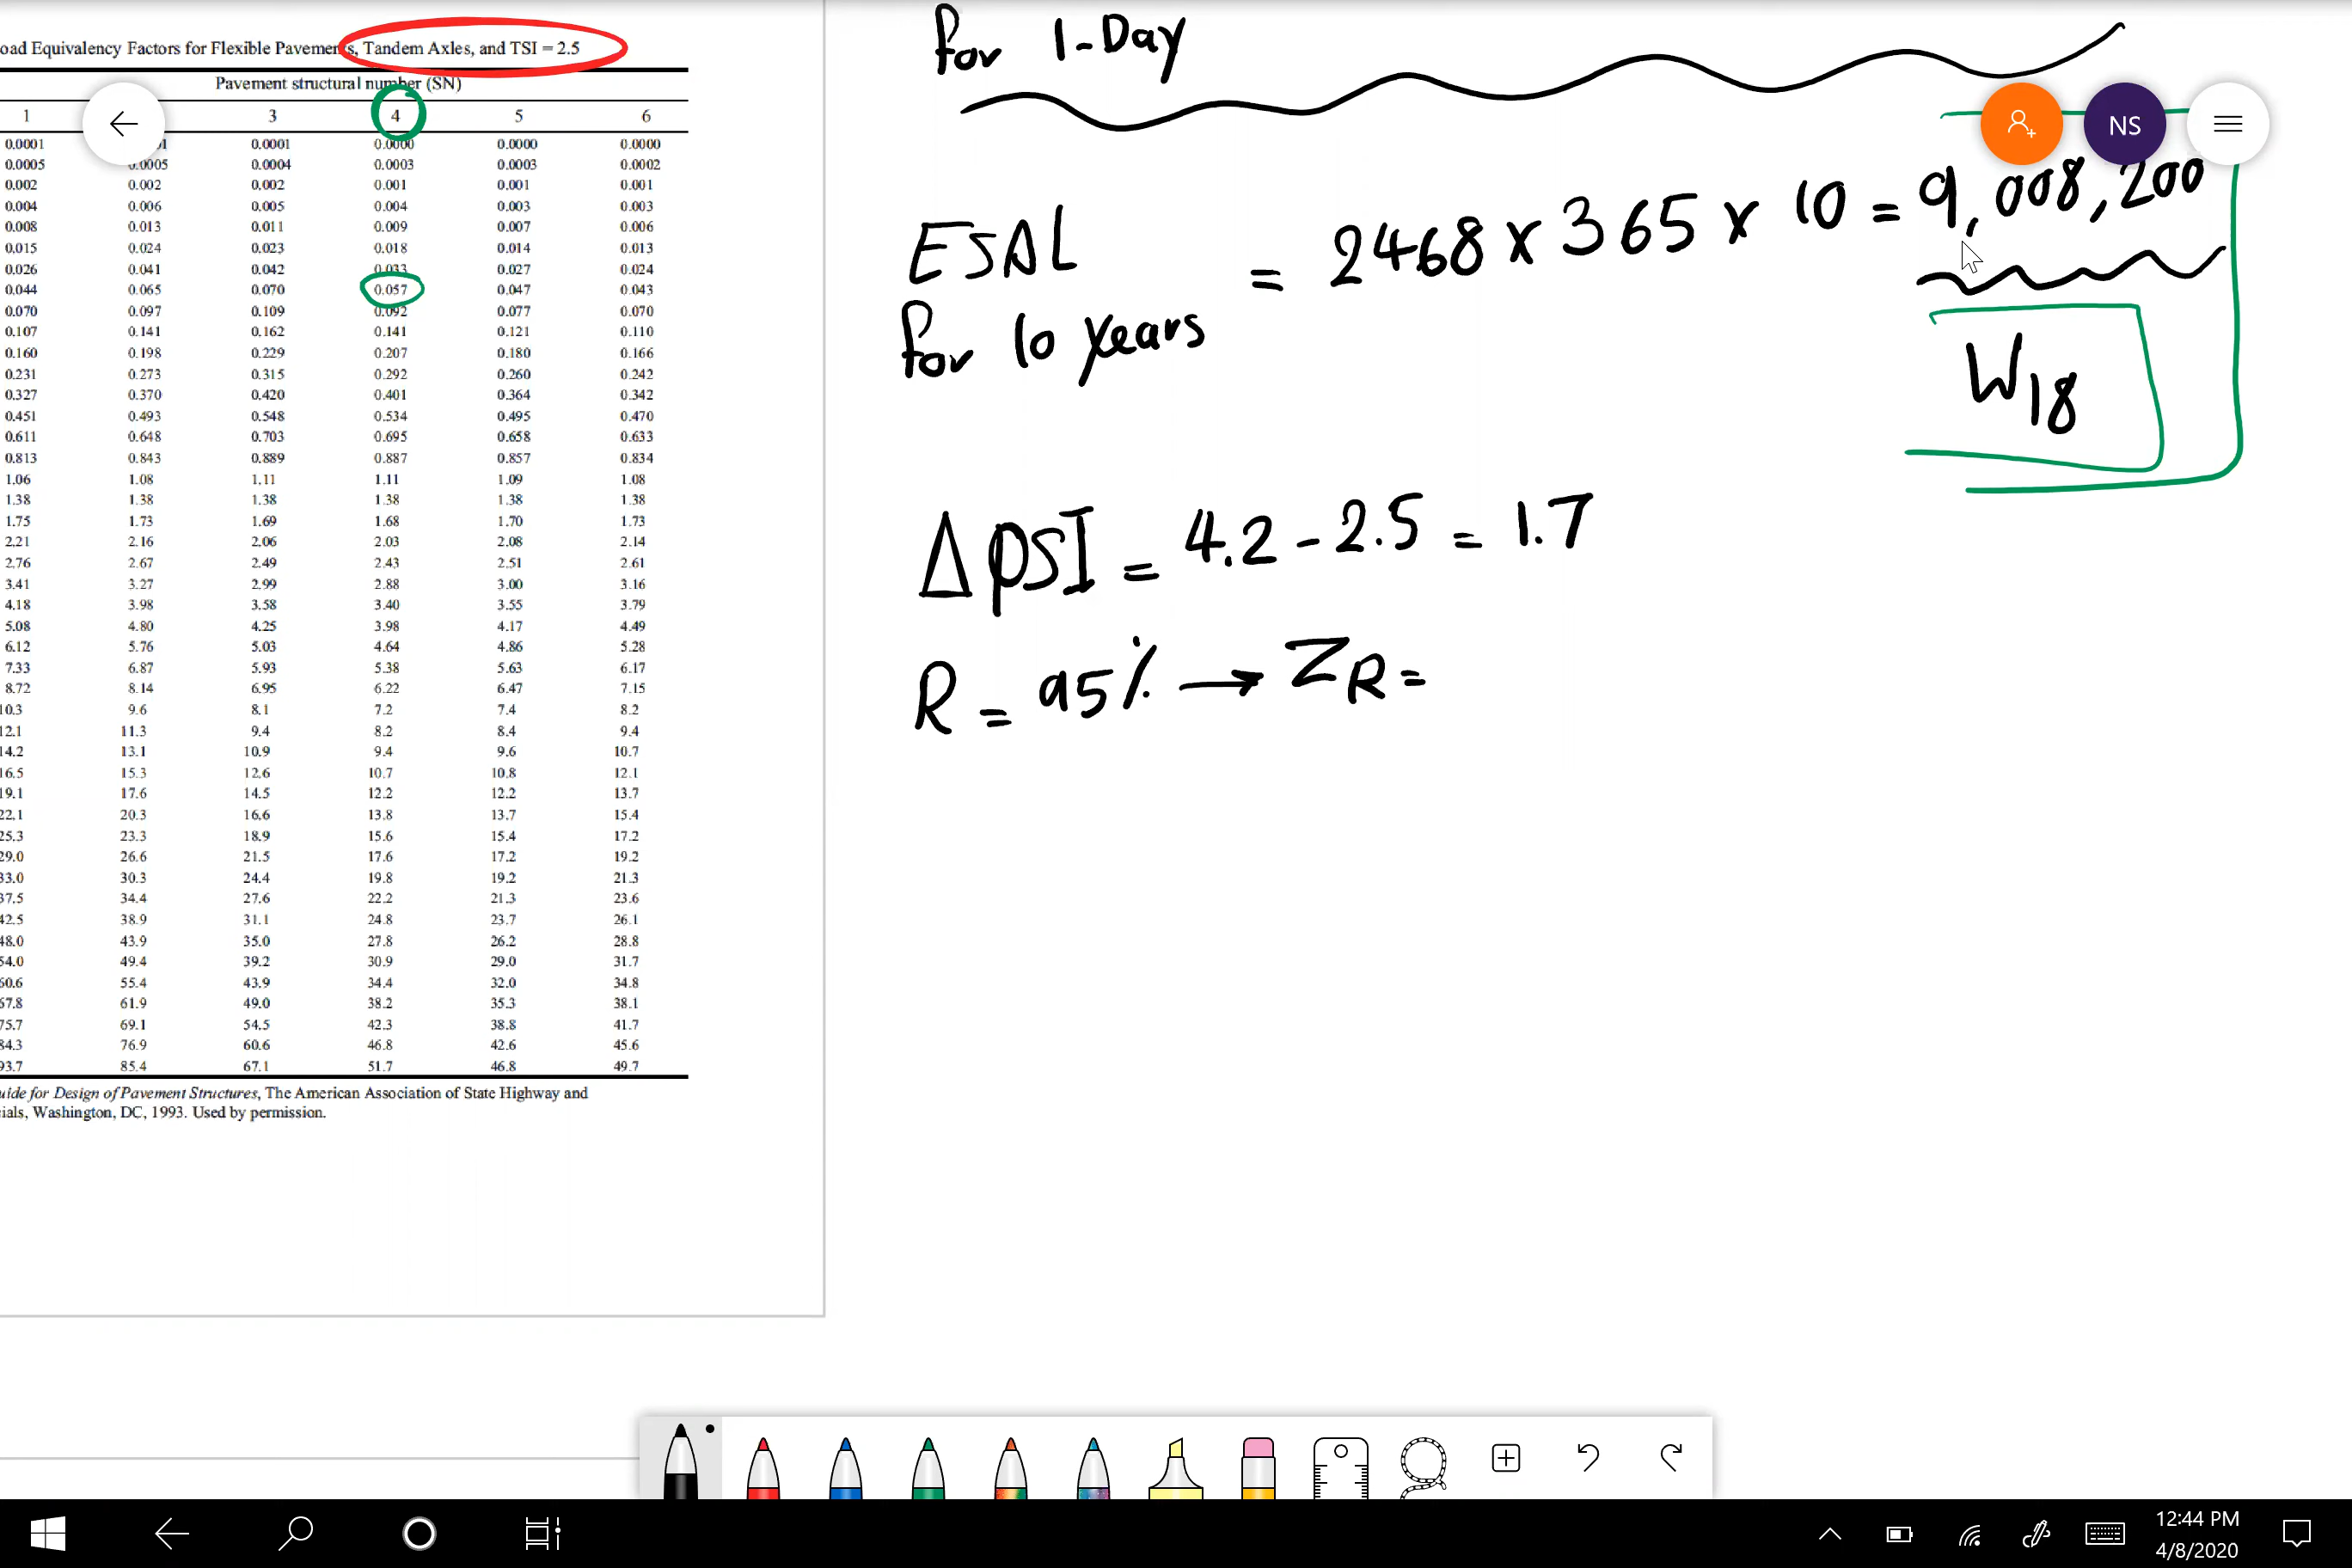 oad Equivalency Factors for Flexible Pavements, Tandem Axles, and TSI = 2.5
Pavement structural number (SN)
1 3 4 5 6
0.0001 0.0001 0.0000 0.0000 0.0000
0.0005 0.0005 0.0004 0.0003 0.0003 0.0002
0.002 0.002 0.002 0.001 0.001 0.001
0.004 0.006 0.005 0.004 0.003 0.003
0.008 0.013 0.011 0.009 0.007 0.006
0.015 0.024 0.023 0.018 0.014 0.013
0.026 0.041 0.042 0.033 0.027 0.024
0.044 0.065 0.070 0.057 0.047 0.043
0.070 0.097 0.109 0.092 0.077 0.070
0.107 0.141 0.162 0.141 0.121 0.110
0.160 0.198 0.229 0.207 0.180 0.166
0.231 0.273 0.315 0.292 0.260 0.242
0.327 0.370 0.420 0.401 0.364 0.342
0.451 0.493 0.548 0.534 0.495 0.470
0.611 0.648 0.703 0.695 0.658 0.633
0.813 0.843 0.889 0.887 0.857 0.834
1.06 1.08 1.11 1.11 1.09 1.08
1.38 1.38 1.38 1.38 1.38 1.38
1.75 1.73 1.69 1.68 1.70 1.73
2.21 2.16 2.06 2.03 2.08 2.14
2.76 2.67 2.49 2.43 2.51 2.61
3.41 3.27 2.99 2.88 3.00 3.16
4.18 3.98 3.58 3.40 3.55 3.79
5.08 4.80 4.25 3.98 4.17 4.49
6.12 5.76 5.03 4.64 4.86 5.28
7.33 6.87 5.93 5.38 5.63 6.17
8.72 8.14 6.95 6.22 6.47 7.15
10.3 9.6 8.1 7.2 7.4 8.2
12.1 11.3 9.4 8.2 8.4 9.4
14.2 13.1 10.9 9.4 9.6 10.7
16.5 15.3 12.6 10.7 10.8 12.1
19.1 17.6 14.5 12.2 12.2 13.7
22.1 20.3 16.6 13.8 13.7 15.4
25.3 23.3 18.9 15.6 15.4 17.2
29.0 26.6 21.5 17.6 17.2 19.2
33.0 30.3 24.4 19.8 19.2 21.3
37.5 34.4 27.6 22.2 21.3 23.6
42.5 38.9 31.1 24.8 23.7 26.1
48.0 43.9 35.0 27.8 26.2 28.8
54.0 49.4 39.2 30.9 29.0 31.7
60.6 55.4 43.9 34.4 32.0 34.8
67.8 61.9 49.0 38.2 35.3 38.1
75.7 69.1 54.5 42.3 38.8 41.7
84.3 76.9 60.6 46.8 42.6 45.6
93.7 85.4 67.1 51.7 46.8 49.7
uide for Design of Pavement Structures, The American Association of State Highway and
cials, Washington, DC, 1993. Used by permission.
for 1-Day
NS
ESAL for 10 years = 2468 x 365 x 10 = 9,008,200
W18
ΔPSI = 4.2 - 2.5 = 1.7
R = 95% → ZR =
12:44 PM
4/8/2020